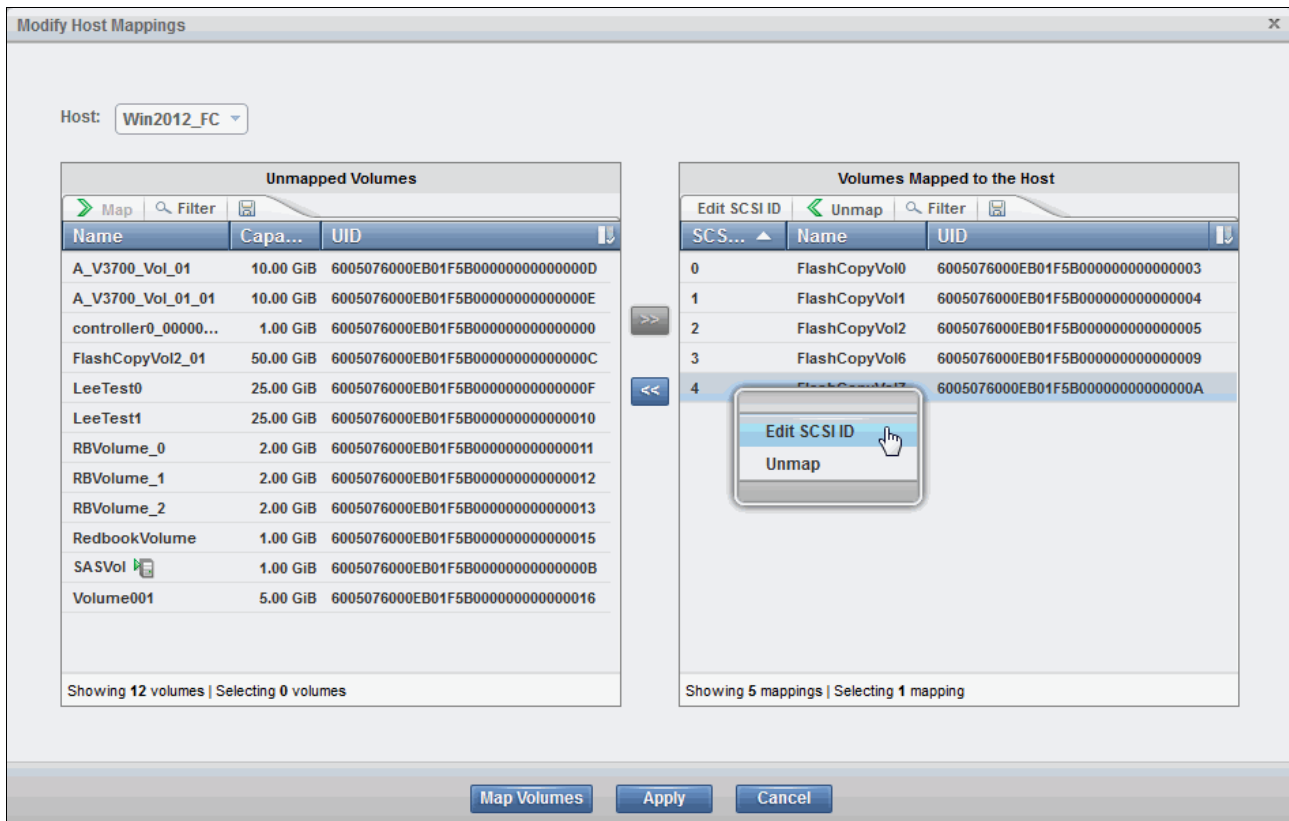 Modify Host Mappings x
Host: Win2012_FC
Unmapped Volumes
Map Filter
Name Capa... UID
A_V3700_Vol_01 10.00 GiB 6005076000EB01F5B00000000000000D
A_V3700_Vol_01_01 10.00 GiB 6005076000EB01F5B00000000000000E
controller0_00000... 1.00 GiB 6005076000EB01F5B000000000000000
FlashCopyVol2_01 50.00 GiB 6005076000EB01F5B00000000000000C
LeeTest0 25.00 GiB 6005076000EB01F5B00000000000000F
LeeTest1 25.00 GiB 6005076000EB01F5B000000000000010
RBVolume_0 2.00 GiB 6005076000EB01F5B000000000000011
RBVolume_1 2.00 GiB 6005076000EB01F5B000000000000012
RBVolume_2 2.00 GiB 6005076000EB01F5B000000000000013
RedbookVolume 1.00 GiB 6005076000EB01F5B000000000000015
SASVol 1.00 GiB 6005076000EB01F5B00000000000000B
Volume001 5.00 GiB 6005076000EB01F5B000000000000016
Showing 12 volumes | Selecting 0 volumes
>>
<<
Volumes Mapped to the Host
Edit SCSI ID Unmap Filter
SCS... Name UID
0 FlashCopyVol0 6005076000EB01F5B000000000000003
1 FlashCopyVol1 6005076000EB01F5B000000000000004
2 FlashCopyVol2 6005076000EB01F5B000000000000005
3 FlashCopyVol6 6005076000EB01F5B000000000000009
4 6005076000EB01F5B00000000000000A
Edit SCSI ID
Unmap
Showing 5 mappings | Selecting 1 mapping
Map Volumes Apply Cancel